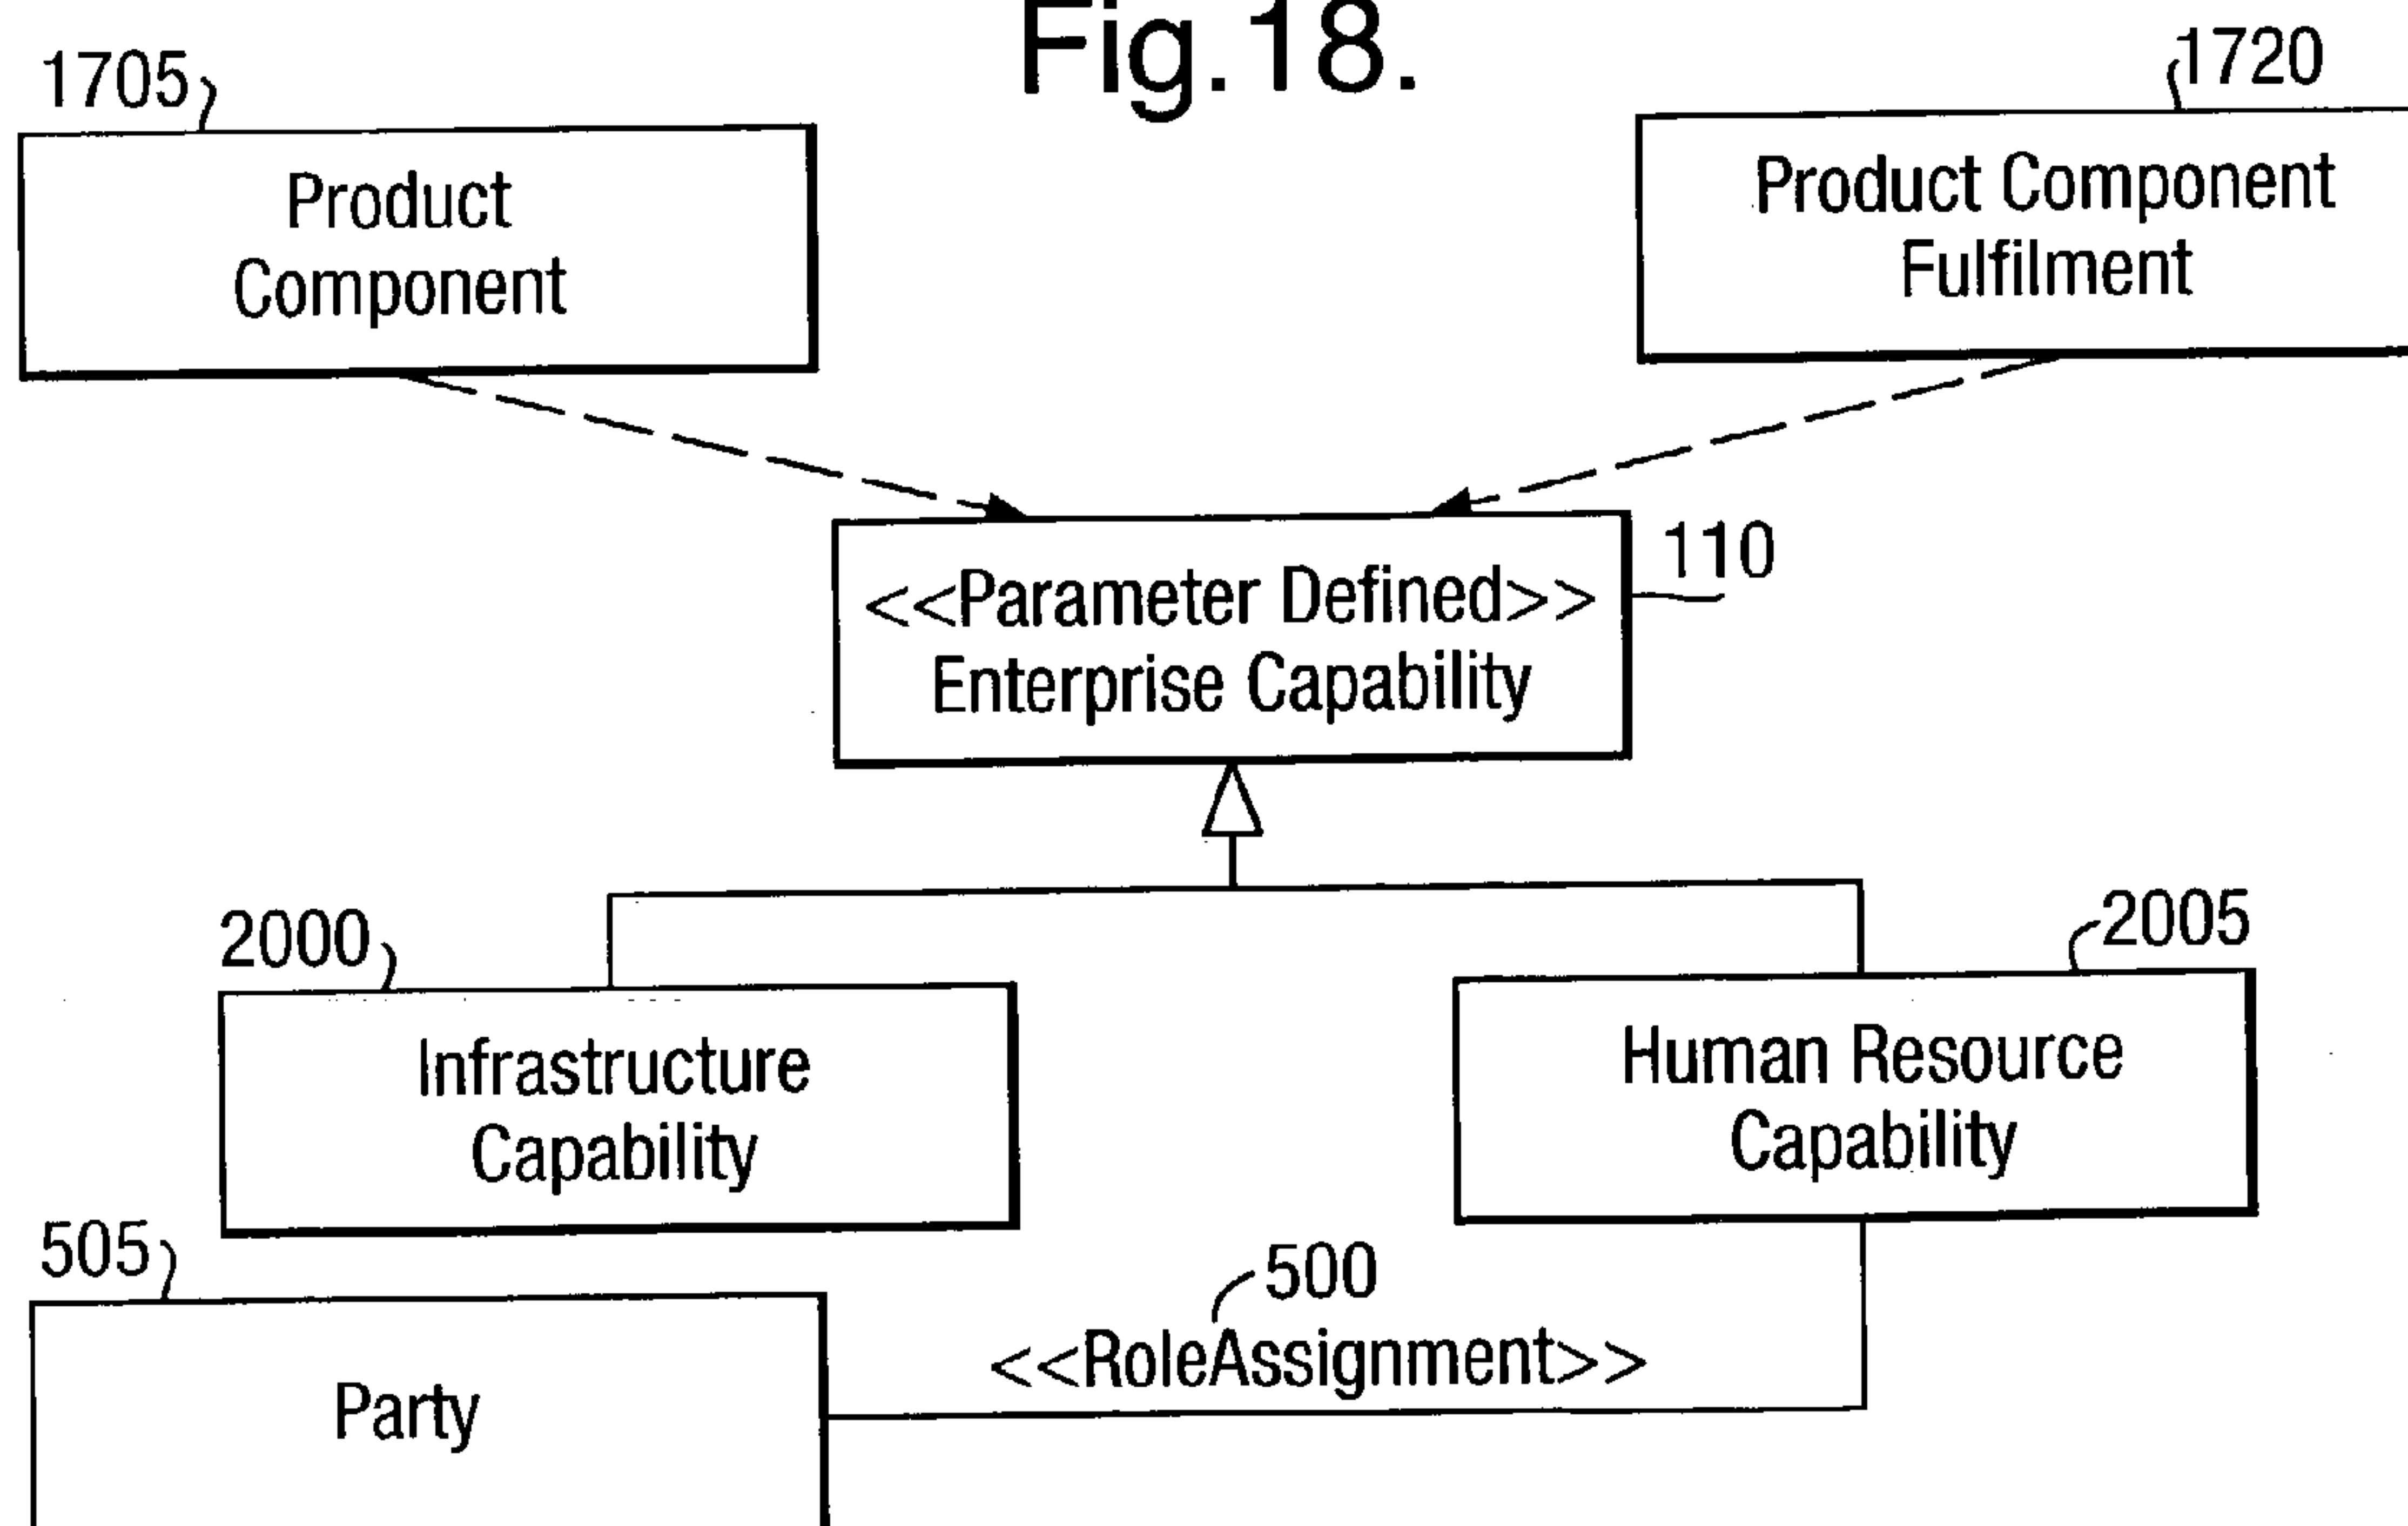 Fig.18.
1705
1720
Product
Component
Product Component
Fulfilment
110
<<Parameter Defined>>
Enterprise Capability
2000
2005
Infrastructure
Capability
Human Resource
Capability
505
500
<<RoleAssignment>>
Party